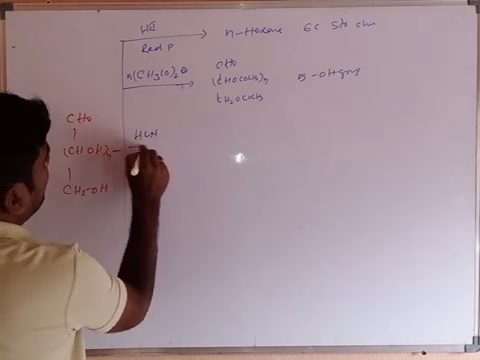 HI
Red P
n-Hexane 6C Str chn
(CH3CO)2O
CHO
(CHOCOCH3)4
5-OH grp
CH2OCOCH3
CHO
(CHOH)4
CH2-OH
HCN